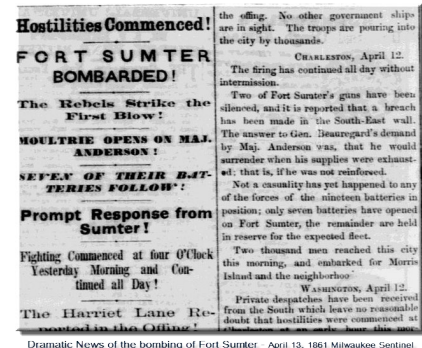 Hostilities Commenced!
FORT SUMTER
BOMBARDED!
The Rebels Strike the
First Blow!
MOULTRIE OPENS ON MAJ.
ANDERSON!
SEVEN OF THEIR BAT-
TERIES FOLLOW!
Prompt Response from
Sumter!
Fighting Commenced at four O'Clock
Yesterday Morning and Con-
tinued all Day!
The Harriet Lane Re-
ported in the Offing!
the offing. No other government ships
are in sight. The troops are pouring into
the city by thousands.
CHARLESTON, April 12.
The firing has continued all day without
intermission.
Two of Fort Sumter's guns have been
silenced, and it is reported that a breach
has been made in the South-East wall.
The answer to Gen. Beauregard's demand
by Maj. Anderson was, that he would
surrender when his supplies were exhaust-
ed; that is, if he was not reinforced.
Not a casuality has yet happened to any
of the forces of the nineteen batteries in
position; only seven batteries have opened
on Fort Sumter, the remainder are held
in reserve for the expected fleet.
Two thousand men reached this city
this morning, and embarked for Morris
Island and the neighborhoo
WASHINGTON, April 12.
Private despatches have been received
from the South which leave no reasonable
doubt that hostilities were commenced at
Charleston at an early hour this mor-
Dramatic News of the bombing of Fort Sumter - April 13, 1861 Milwaukee Sentinel